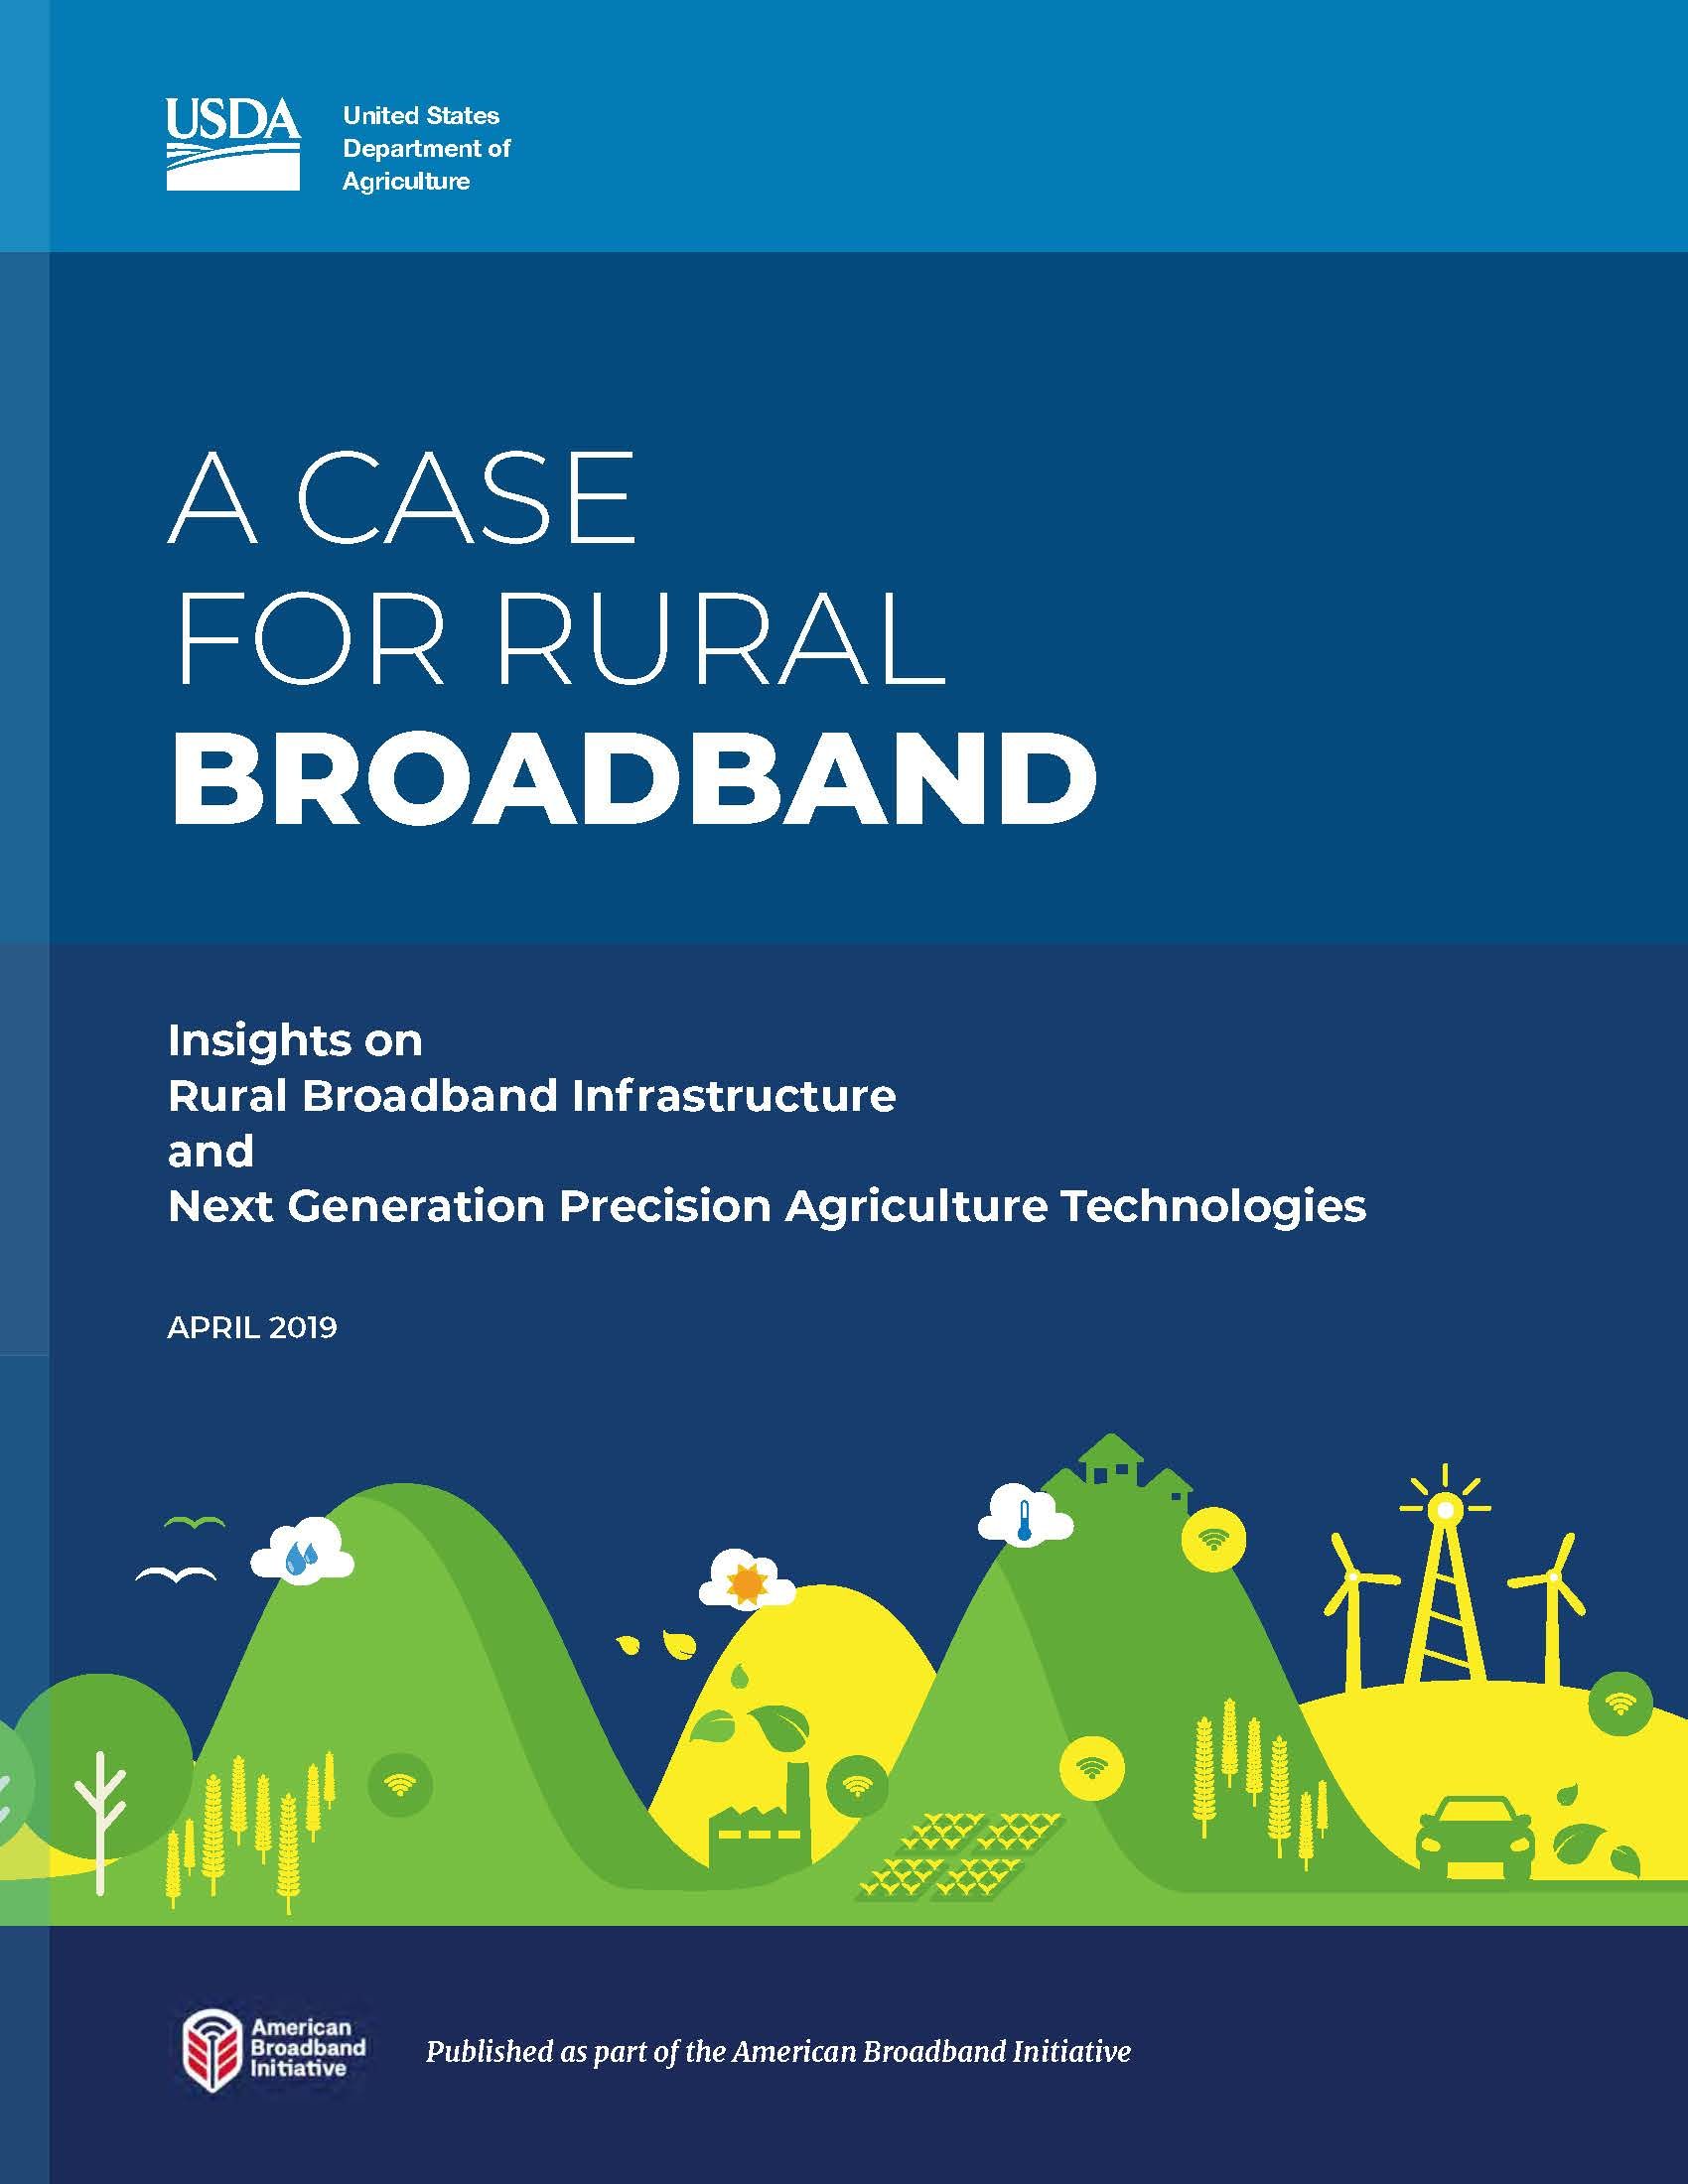 USDA
United States
Department of
Agriculture
A CASE
FOR RURAL
BROADBAND
Insights on
Rural Broadband Infrastructure
and
Next Generation Precision Agriculture Technologies
APRIL 2019
American
Broadband
Initiative
Published as part of the American Broadband Initiative